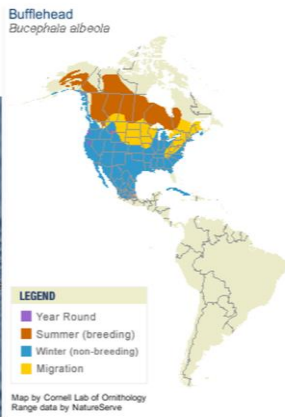 Bufflehead
Bucephala albeola
LEGEND
Year Round
Summer (breeding)
Winter (non-breeding)
Migration
Map by Cornell Lab of Ornithology
Range data by NatureServe